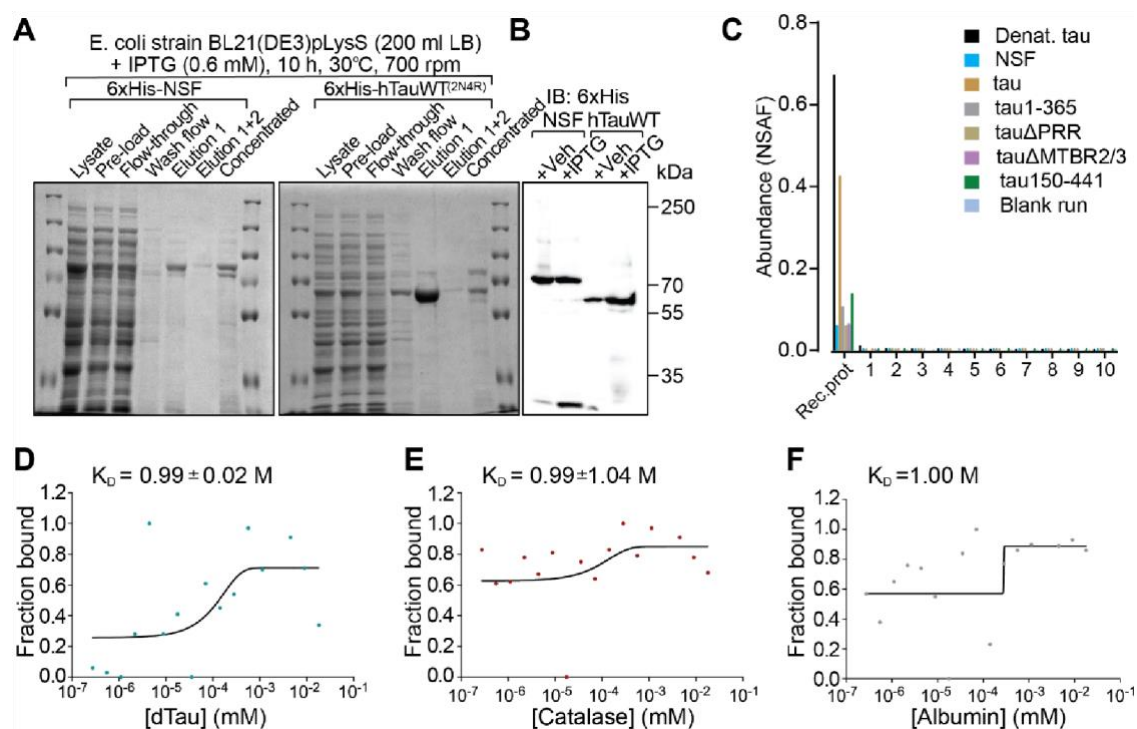 A
E. coli strain BL21(DE3)pLysS (200 ml LB)
+ IPTG (0.6 mM), 10 h, 30°C, 700 rpm
6xHis-NSF
6xHis-hTauWT(2N4R)
Lysate
Pre-load
Flow-through
Wash flow
Elution 1
Elution 1+2
Concentrated
Lysate
Pre-load
Flow-through
Wash flow
Elution 1
Elution 1+2
Concentrated
B
IB: 6xHis
NSF hTauWT
+Veh
+IPTG
+Veh
+IPTG
kDa
250
70
55
35
C
Abundance (NSAF)
0.8
0.6
0.4
0.2
0.0
Denat. tau
NSF
tau
tau1-365
tauΔPRR
tauΔMTBR2/3
tau150-441
Blank run
Rec.prot 1 2 3 4 5 6 7 8 9 10
D
KD = 0.99 ± 0.02 M
Fraction bound
1.2
1.0
0.8
0.6
0.4
0.2
0.0
10-7 10-6 10-5 10-4 10-3 10-2 10-1
[dTau] (mM)
E
KD = 0.99±1.04 M
Fraction bound
1.2
1.0
0.8
0.6
0.4
0.2
0.0
10-7 10-6 10-5 10-4 10-3 10-2 10-1
[Catalase] (mM)
F
KD =1.00 M
Fraction bound
1.2
1.0
0.8
0.6
0.4
0.2
0.0
10-7 10-6 10-5 10-4 10-3 10-2 10-1
[Albumin] (mM)